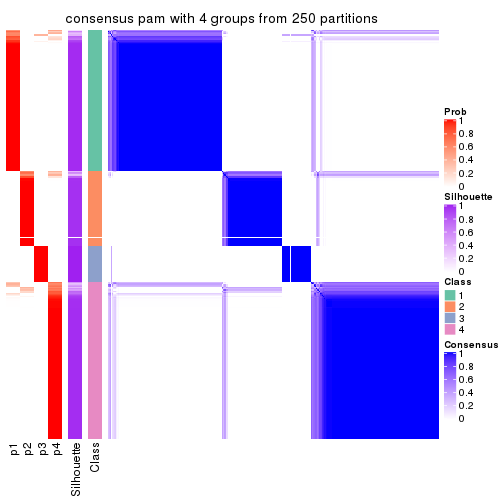 consensus pam with 4 groups from 250 partitions
Prob
1
0.8
0.6
0.4
0.2
0
Silhouette
1
0.8
0.6
0.4
0.2
0
Class
1
2
3
4
Consensus
1
0.8
0.6
0.4
0.2
0
p1
p2
p3
p4
Silhouette
Class